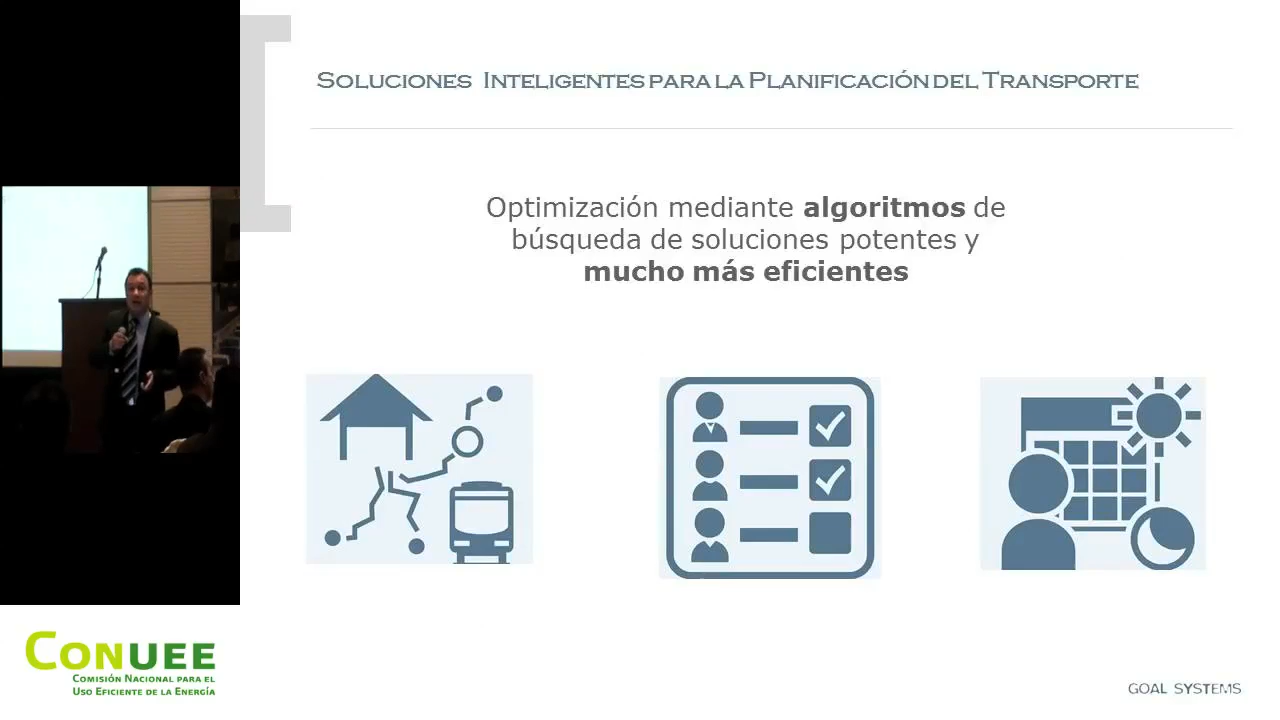 SOLUCIONES INTELIGENTES PARA LA PLANIFICACIÓN DEL TRANSPORTE
Optimización mediante algoritmos de
búsqueda de soluciones potentes y
mucho más eficientes
CONUEE
COMISIÓN NACIONAL PARA EL
USO EFICIENTE DE LA ENERGÍA
GOAL SYSTEMS